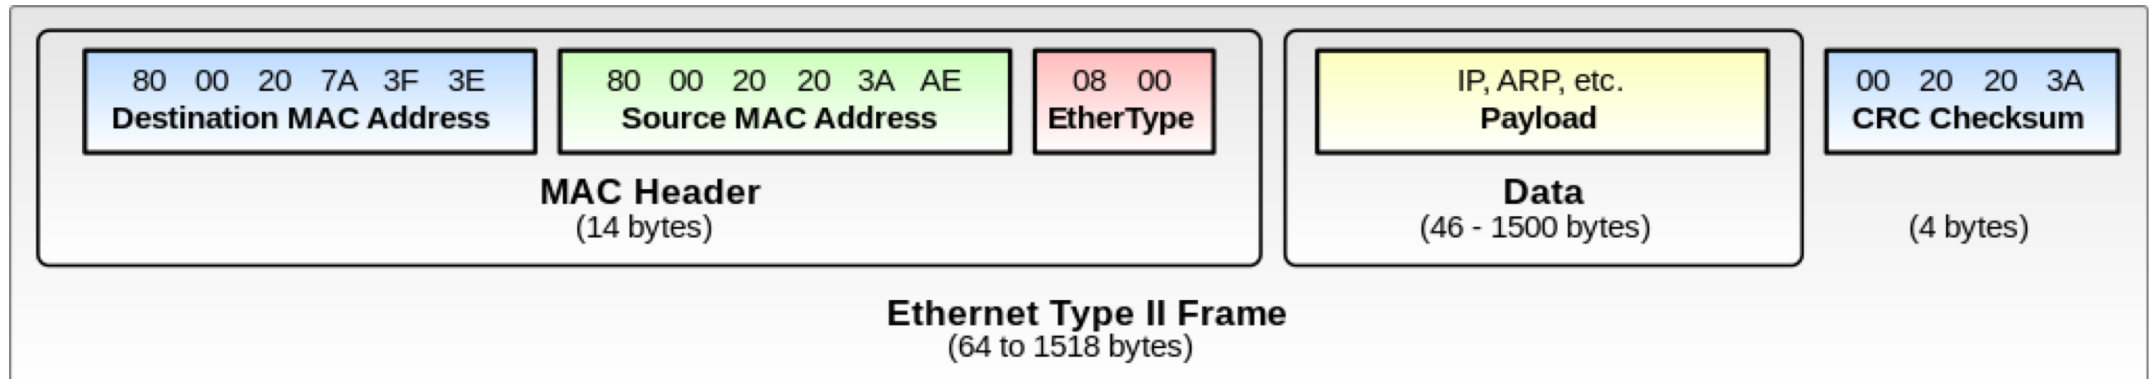 80 00 20 7A 3F 3E
Destination MAC Address
80 00 20 20 3A AE
Source MAC Address
08 00
EtherType
MAC Header
(14 bytes)
IP, ARP, etc.
Payload
Data
(46 - 1500 bytes)
00 20 20 3A
CRC Checksum
(4 bytes)
Ethernet Type II Frame
(64 to 1518 bytes)